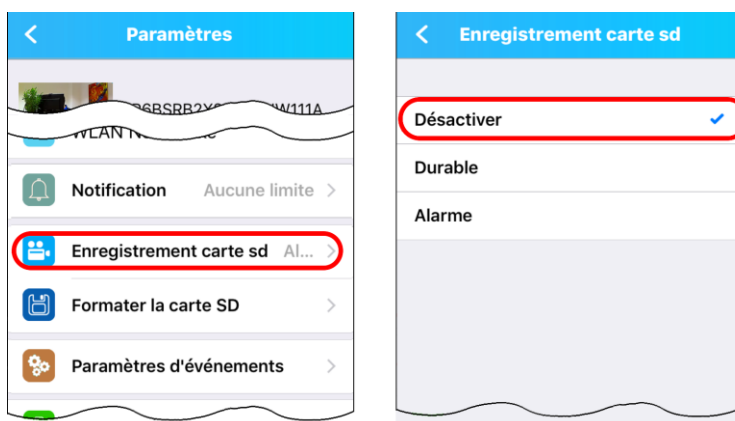 Paramètres
Notification Aucune limite
Enregistrement carte sd Al...
Formater la carte SD
Paramètres d'événements
Enregistrement carte sd
Désactiver
Durable
Alarme